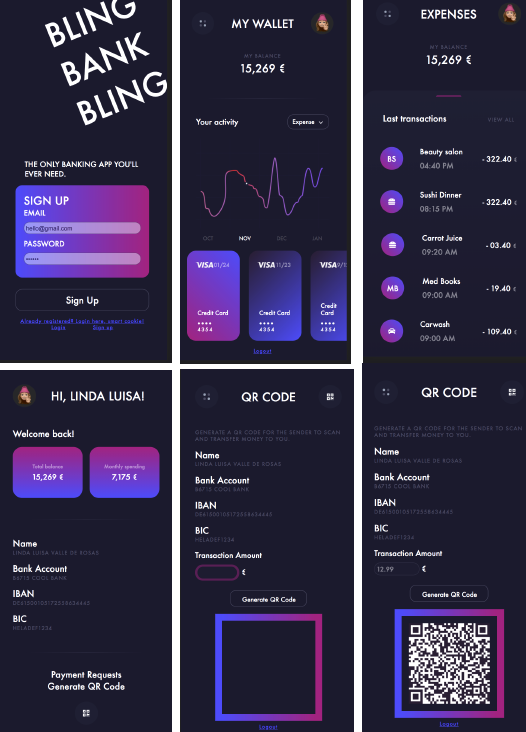 BLING
BANK
BLING
THE ONLY BANKING APP YOU'LL
EVER NEED.
SIGN UP
EMAIL
hello@gmail.com
PASSWORD
••••••
Sign Up
Already registered? Login here, smart cookie!
Login Sign up
MY WALLET
MY BALANCE
15,269 €
Your activity
Expense
OCT NOV DEC JAN
VISA 01/24
Credit Card
••••
4354
VISA 11/23
Credit Card
••••
4354
VISA 9/1
Credit
Card
••••
4354
Logout
EXPENSES
MY BALANCE
15,269 €
Last transactions
VIEW ALL
BS
Beauty salon
04:40 PM
- 322.40 €
Sushi Dinner
08:15 PM
- 322.40 €
Carrot Juice
09:20 AM
- 03.40 €
MB
Med Books
09:00 AM
- 19.40 €
Carwash
09:00 AM
- 109.40 €
HI, LINDA LUISA!
Welcome back!
Total balance
15,269 €
Monthly spending
7,175 €
Name
LINDA LUISA VALLE DE ROSAS
Bank Account
BA715 COOL BANK
IBAN
BIC
Payment Requests
Generate QR Code
QR CODE
GENERATE A QR CODE FOR THE SENDER TO SCAN
AND TRANSFER MONEY TO YOU.
Name
LINDA LUISA VALLE DE ROSAS
Bank Account
BA715 COOL BANK
IBAN
BIC
HELADEF1234
Transaction Amount
€
Generate QR Code
Logout
QR CODE
GENERATE A QR CODE FOR THE SENDER TO SCAN
AND TRANSFER MONEY TO YOU.
Name
LINDA LUISA VALLE DE ROSAS
Bank Account
BA715 COOL BANK
IBAN
BIC
HELADEF1234
Transaction Amount
12.99 €
Generate QR Code
Logout